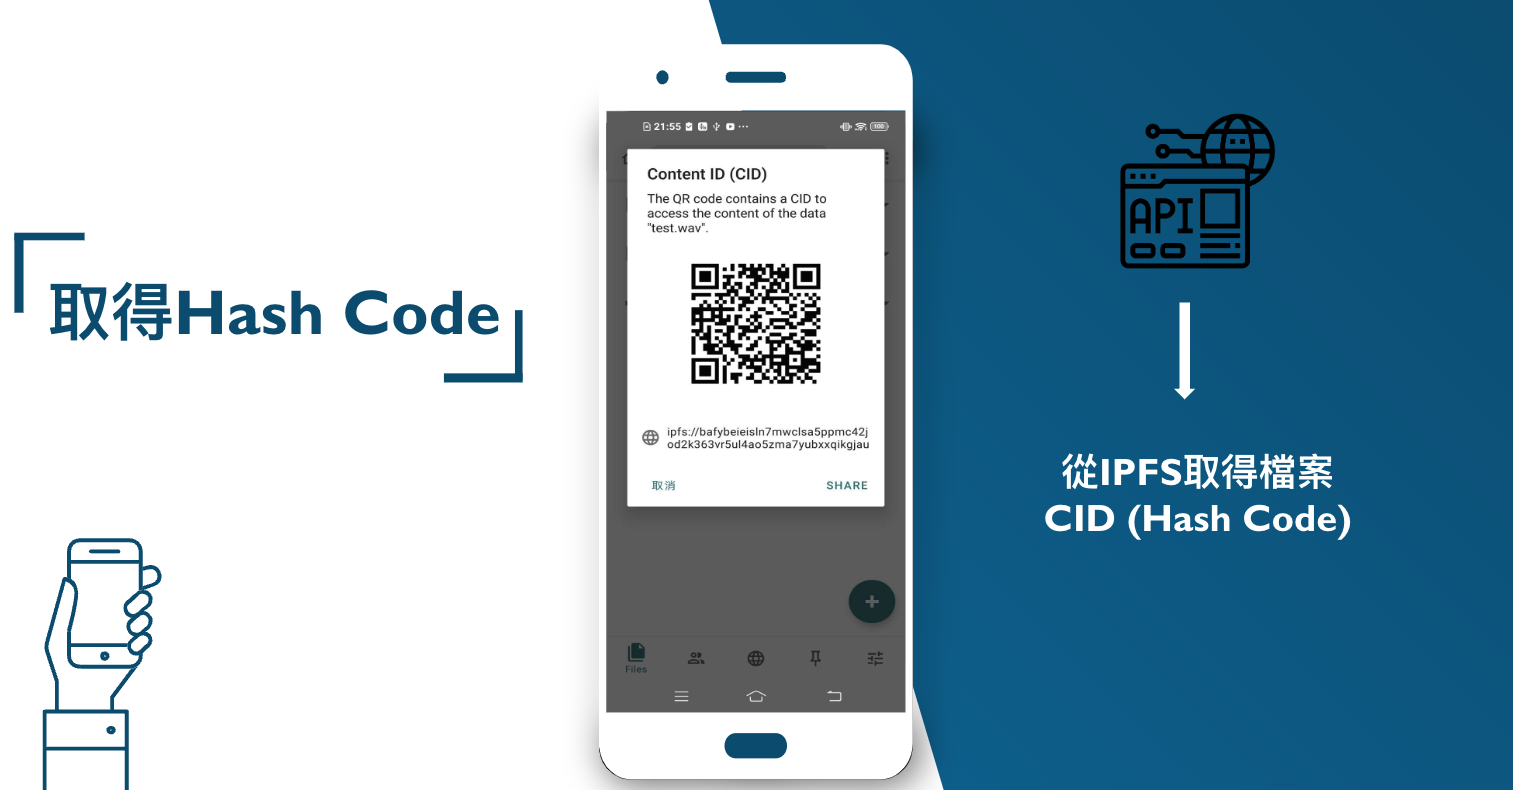 取得Hash Code
21:55
100
Content ID (CID)
The QR code contains a CID to
access the content of the data
"test.wav".
ipfs://bafybeieisln7mwclsa5ppmc42j
od2k363vr5ul4ao5zma7yubxxqikgjau
取消
SHARE
Files
API
從IPFS取得檔案
CID (Hash Code)